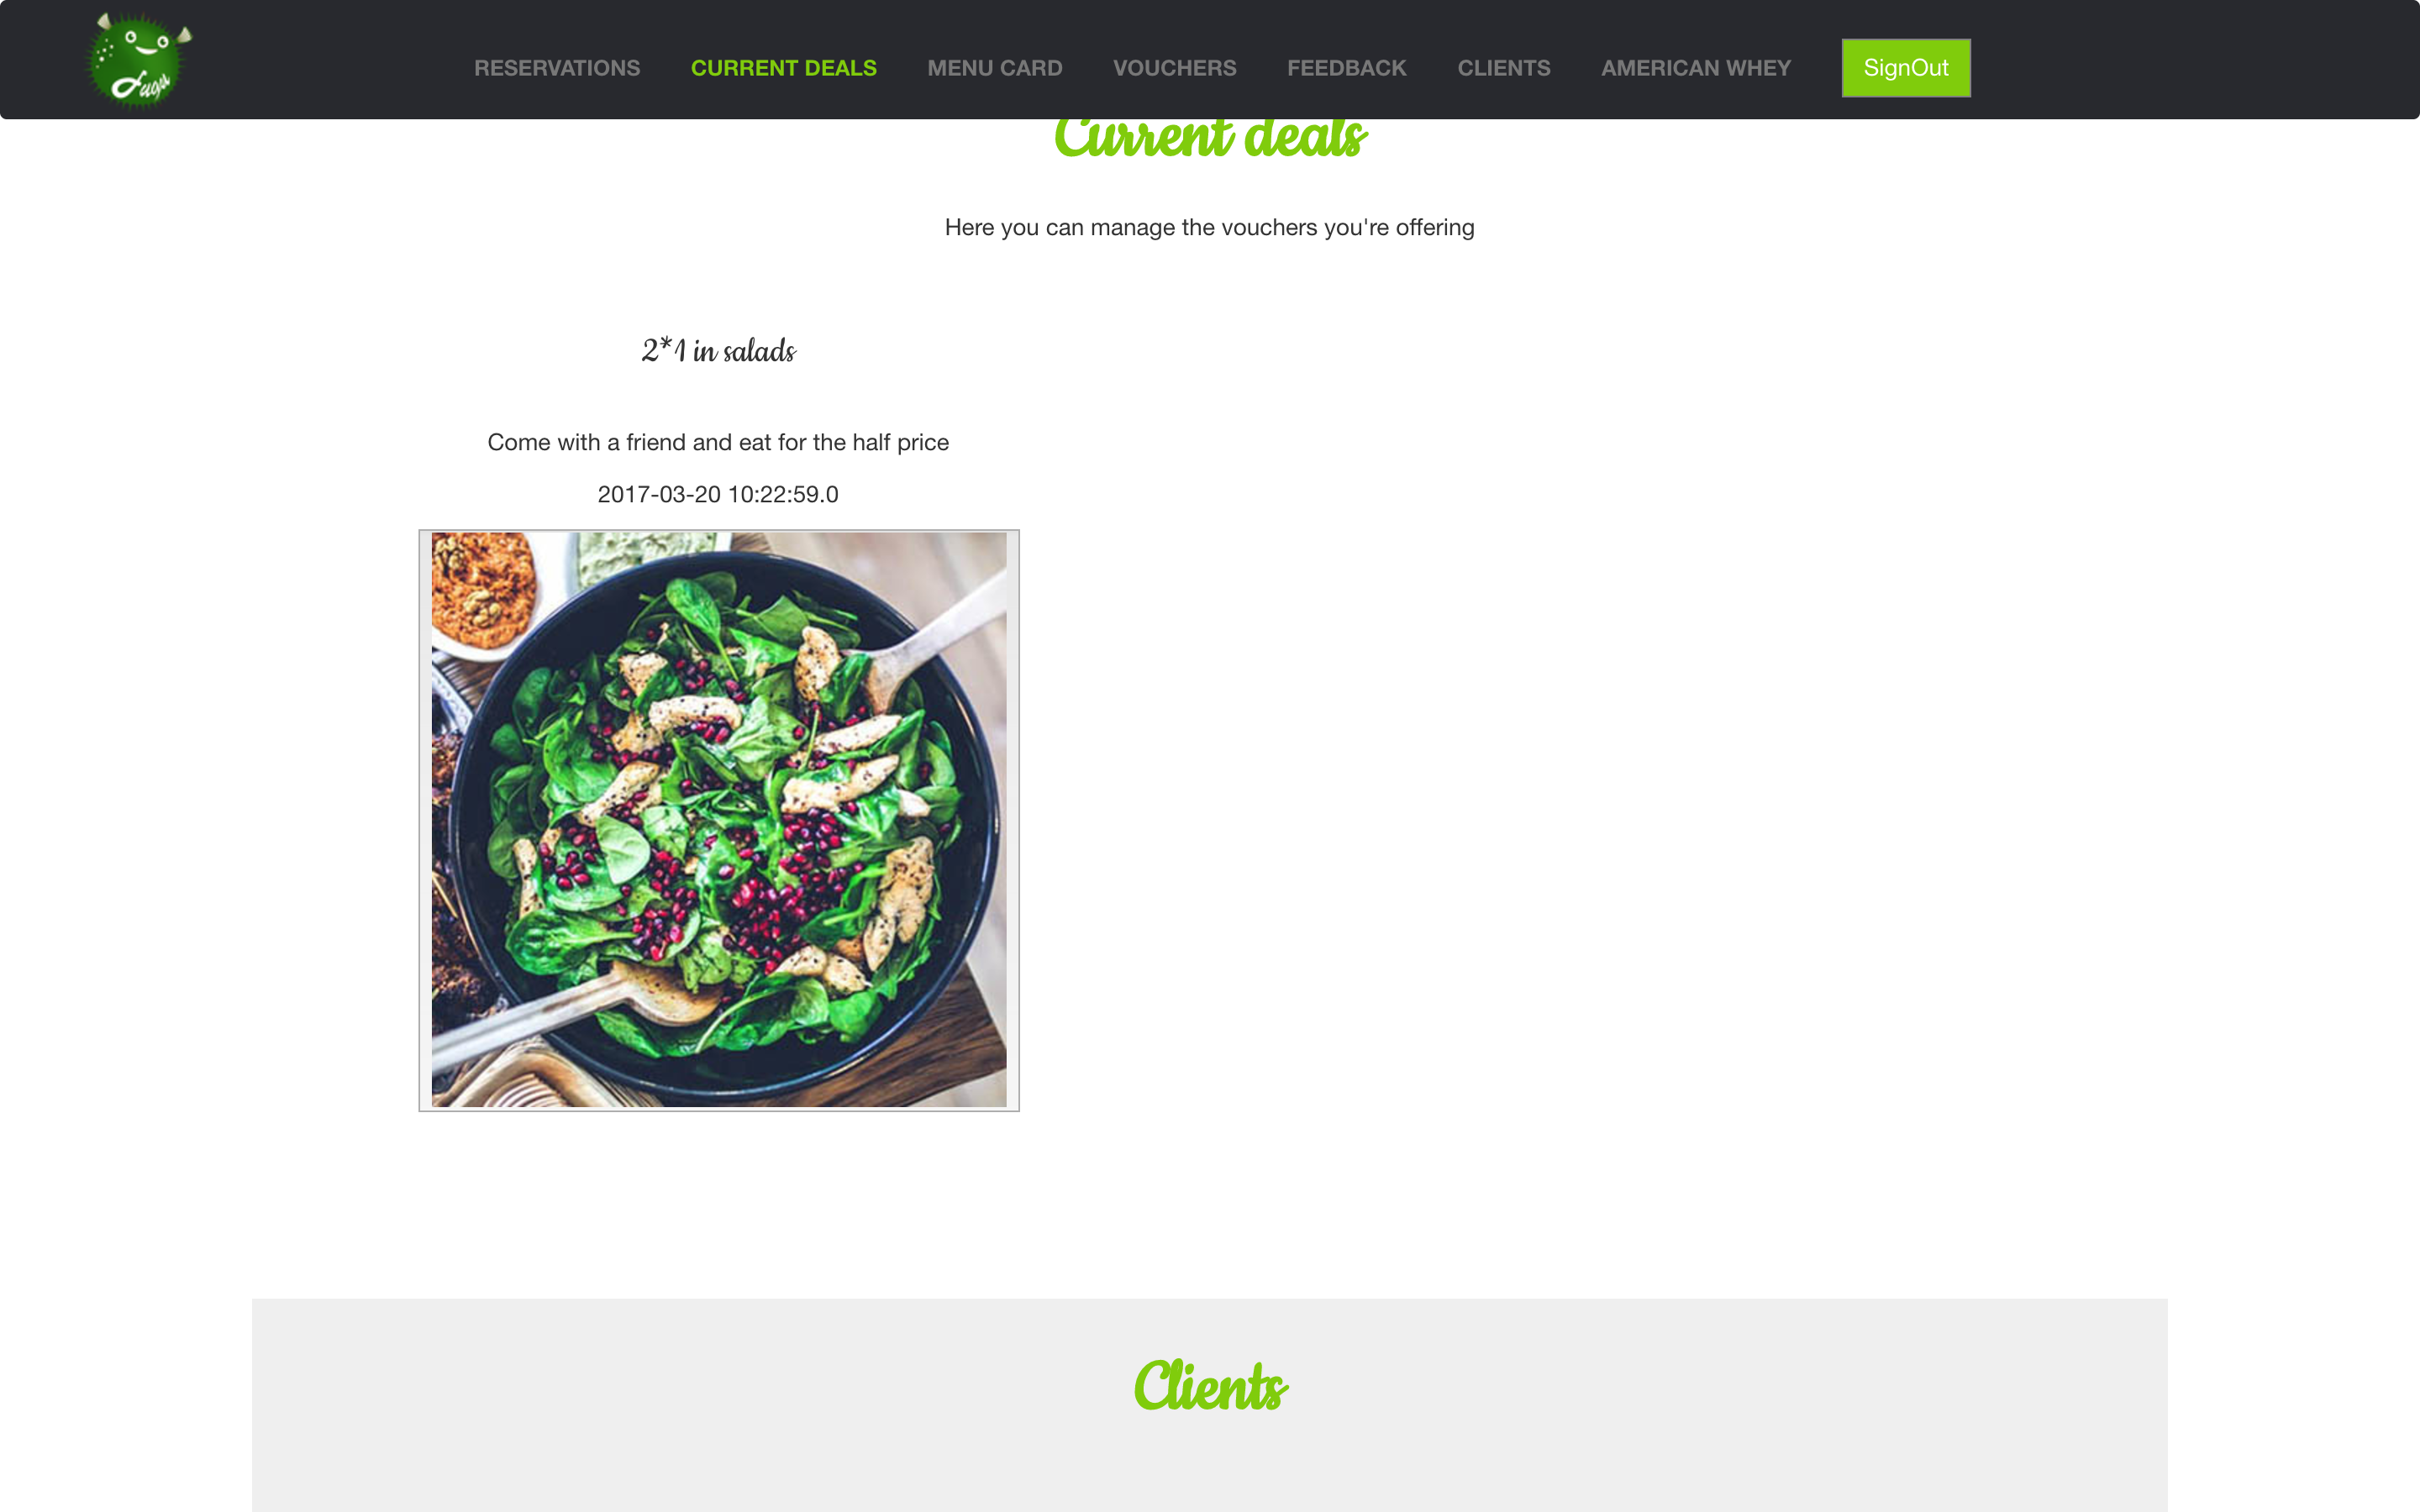 RESERVATIONS CURRENT DEALS MENU CARD VOUCHERS FEEDBACK CLIENTS AMERICAN WHEY SignOut
Current deals
Here you can manage the vouchers you're offering
2*1 in salads
Come with a friend and eat for the half price
2017-03-20 10:22:59.0
Clients